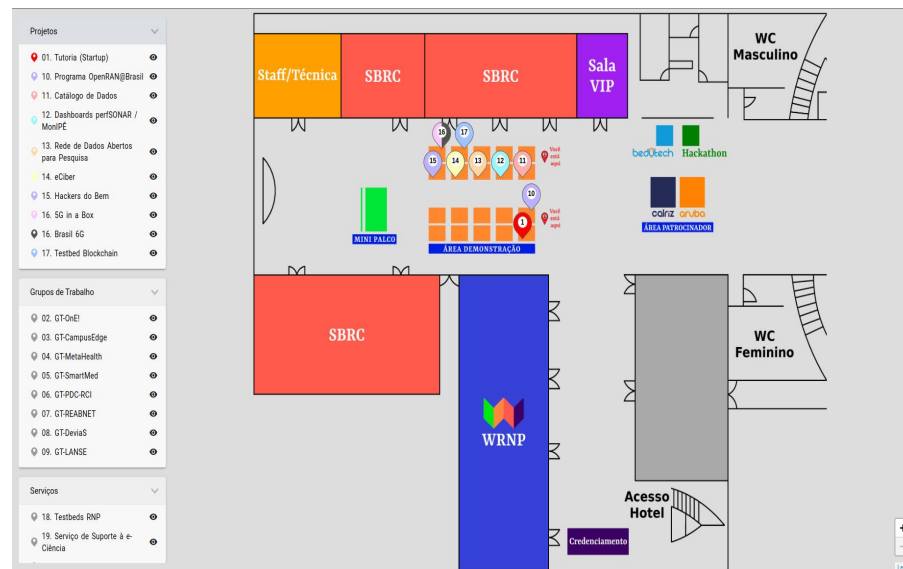 Projetos
01. Tutoria (Startup)
10. Programa OpenRAN@Brasil
11. Catálogo de Dados
12. Dashboards perfSONAR /
MonIPÊ
13. Rede de Dados Abertos
para Pesquisa
14. eCiber
15. Hackers do Bem
16. 5G in a Box
16. Brasil 6G
17. Testbed Blockchain
Grupos de Trabalho
02. GT-OnE!
03. GT-CampusEdge
04. GT-MetaHealth
05. GT-SmartMed
06. GT-PDC-RCI
07. GT-REABNET
08. GT-DeviaS
09. GT-LANSE
Serviços
18. Testbeds RNP
19. Serviço de Suporte à e-
Ciência
Staff/Técnica
SBRC
SBRC
Sala
VIP
WC
Masculino
16
17
15
14
13
12
11
Você
está
aqui
bedutech
Hackathon
10
1
Você
está
aqui
MINI PALCO
ÁREA DEMONSTRAÇÃO
calniz
aruba
ÁREA PATROCINADOR
SBRC
WRNP
WC
Feminino
Acesso
Hotel
Credenciamento
+